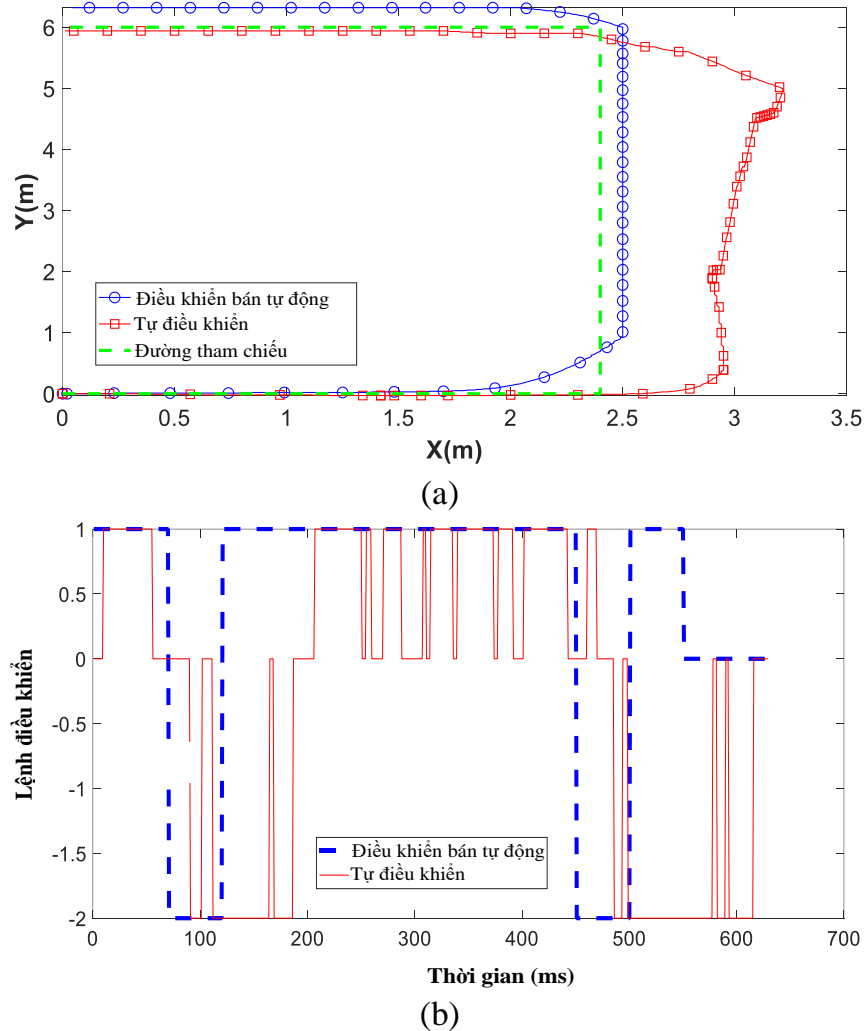 6
5
4
3
2
1
0
Y(m)
Điều khiển bán tự động
Tự điều khiển
Đường tham chiếu
0 0.5 1 1.5 2 2.5 3 3.5
X(m)
(a)
1
0.5
0
-0.5
-1
-1.5
-2
Lệnh điều khiển
Điều khiển bán tự động
Tự điều khiển
0 100 200 300 400 500 600 700
Thời gian (ms)
(b)